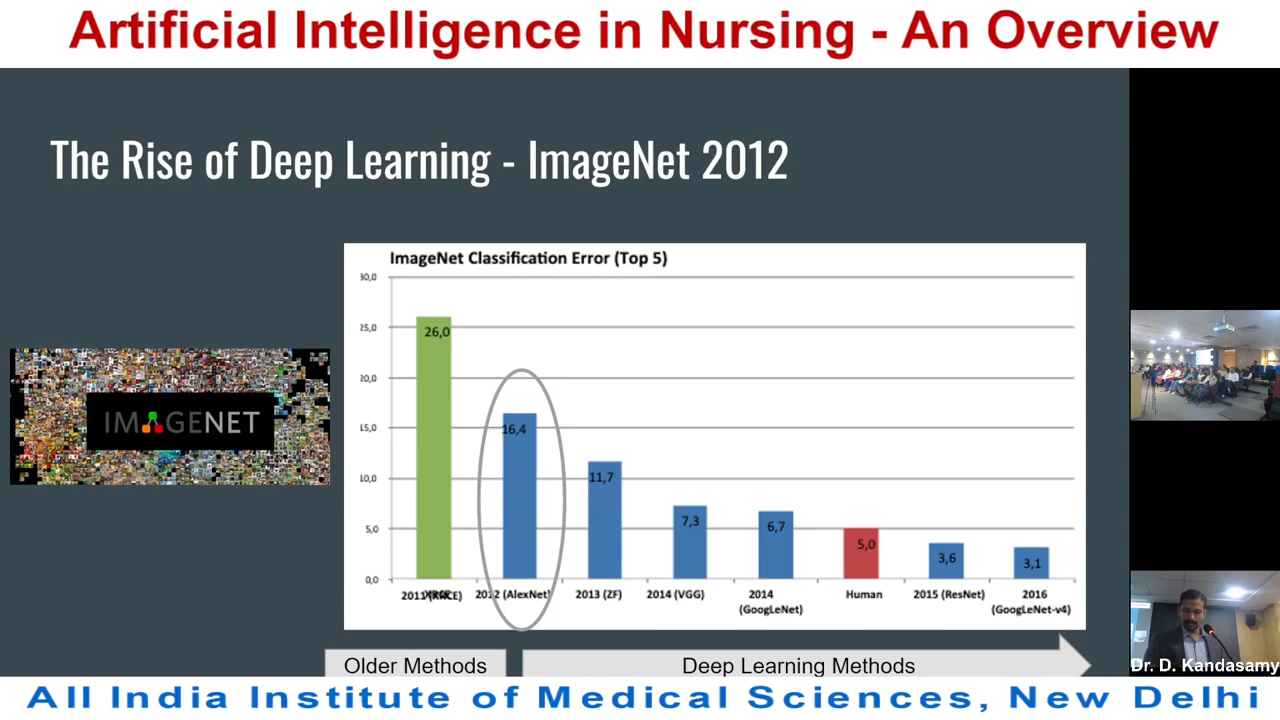 Artificial Intelligence in Nursing - An Overview
The Rise of Deep Learning - ImageNet 2012
IMAGENET
ImageNet Classification Error (Top 5)
30,0
25,0
20,0
15,0
10,0
5,0
0,0
26,0
16,4
11,7
7,3
6,7
5,0
3,6
3,1
2011 (XRCE)
2012 (AlexNet)
2013 (ZF)
2014 (VGG)
2014
(GoogLeNet)
Human
2015 (ResNet)
2016
(GoogLeNet-v4)
Older Methods
Deep Learning Methods
Dr. D. Kandasamy
All India Institute of Medical Sciences, New Delhi